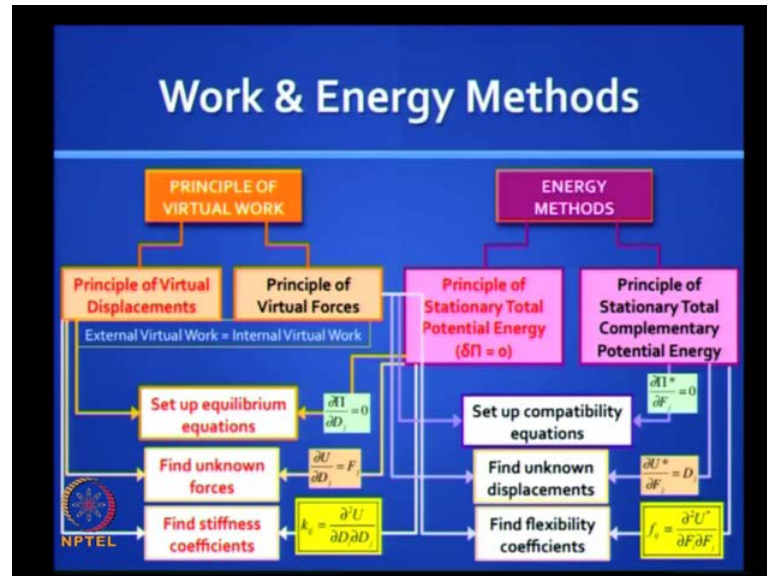 Work & Energy Methods
PRINCIPLE OF
VIRTUAL WORK
ENERGY
METHODS
Principle of Virtual
Displacements
Principle of
Virtual Forces
Principle of
Stationary Total
Potential Energy
(δΠ = 0)
Principle of
Stationary Total
Complementary
Potential Energy
External Virtual Work = Internal Virtual Work
Set up equilibrium
equations
∂Π/∂D_j = 0
Set up compatibility
equations
∂Π*/∂F_j = 0
Find unknown
forces
∂U/∂D_j = F_j
Find unknown
displacements
∂U*/∂F_j = D_j
Find stiffness
coefficients
k_ij = ∂²U/∂D_i∂D_j
Find flexibility
coefficients
f_ij = ∂²U*/∂F_i∂F_j
NPTEL